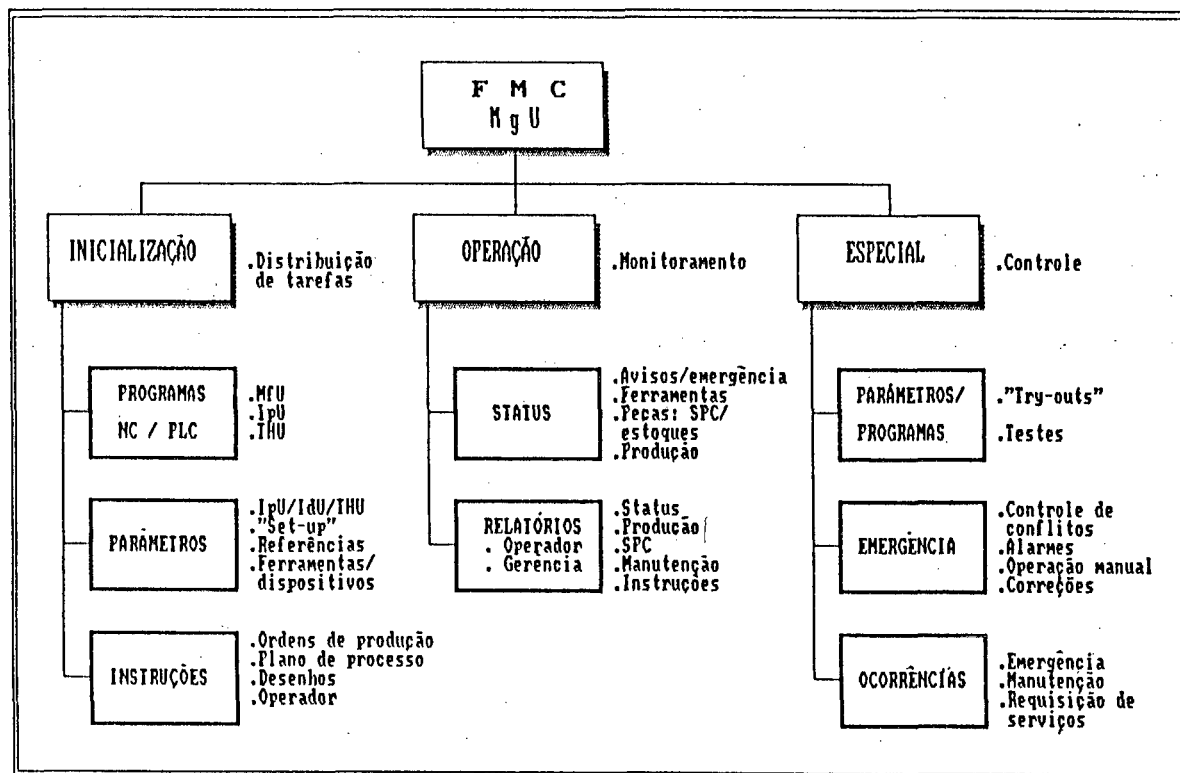 F M C
M g U
INICIALIZAÇÃO
.Distribuição
de tarefas
OPERAÇÃO
.Monitoramento
ESPECIAL
.Controle
PROGRAMAS
NC / PLC
.MfU
.IpU
.THU
STATUS
.Avisos/emergência
.Ferramentas
.Peças: SPC/
estoques
.Produção
PARÂMETROS/
PROGRAMAS
."Try-outs"
.Testes
PARÂMETROS
.IpU/IdU/THU
."Set-up"
.Referências
.Ferramentas/
dispositivos
RELATÓRIOS
. Operador
. Gerência
.Status
.Produção
.SPC
.Manutenção
.Instruções
EMERGÊNCIA
.Controle de
conflitos
.Alarmes
.Operação manual
.Correções
INSTRUÇÕES
.Ordens de produção
.Plano de processo
.Desenhos
.Operador
OCORRÊNCIAS
.Emergência
.Manutenção
.Requisição de
serviços